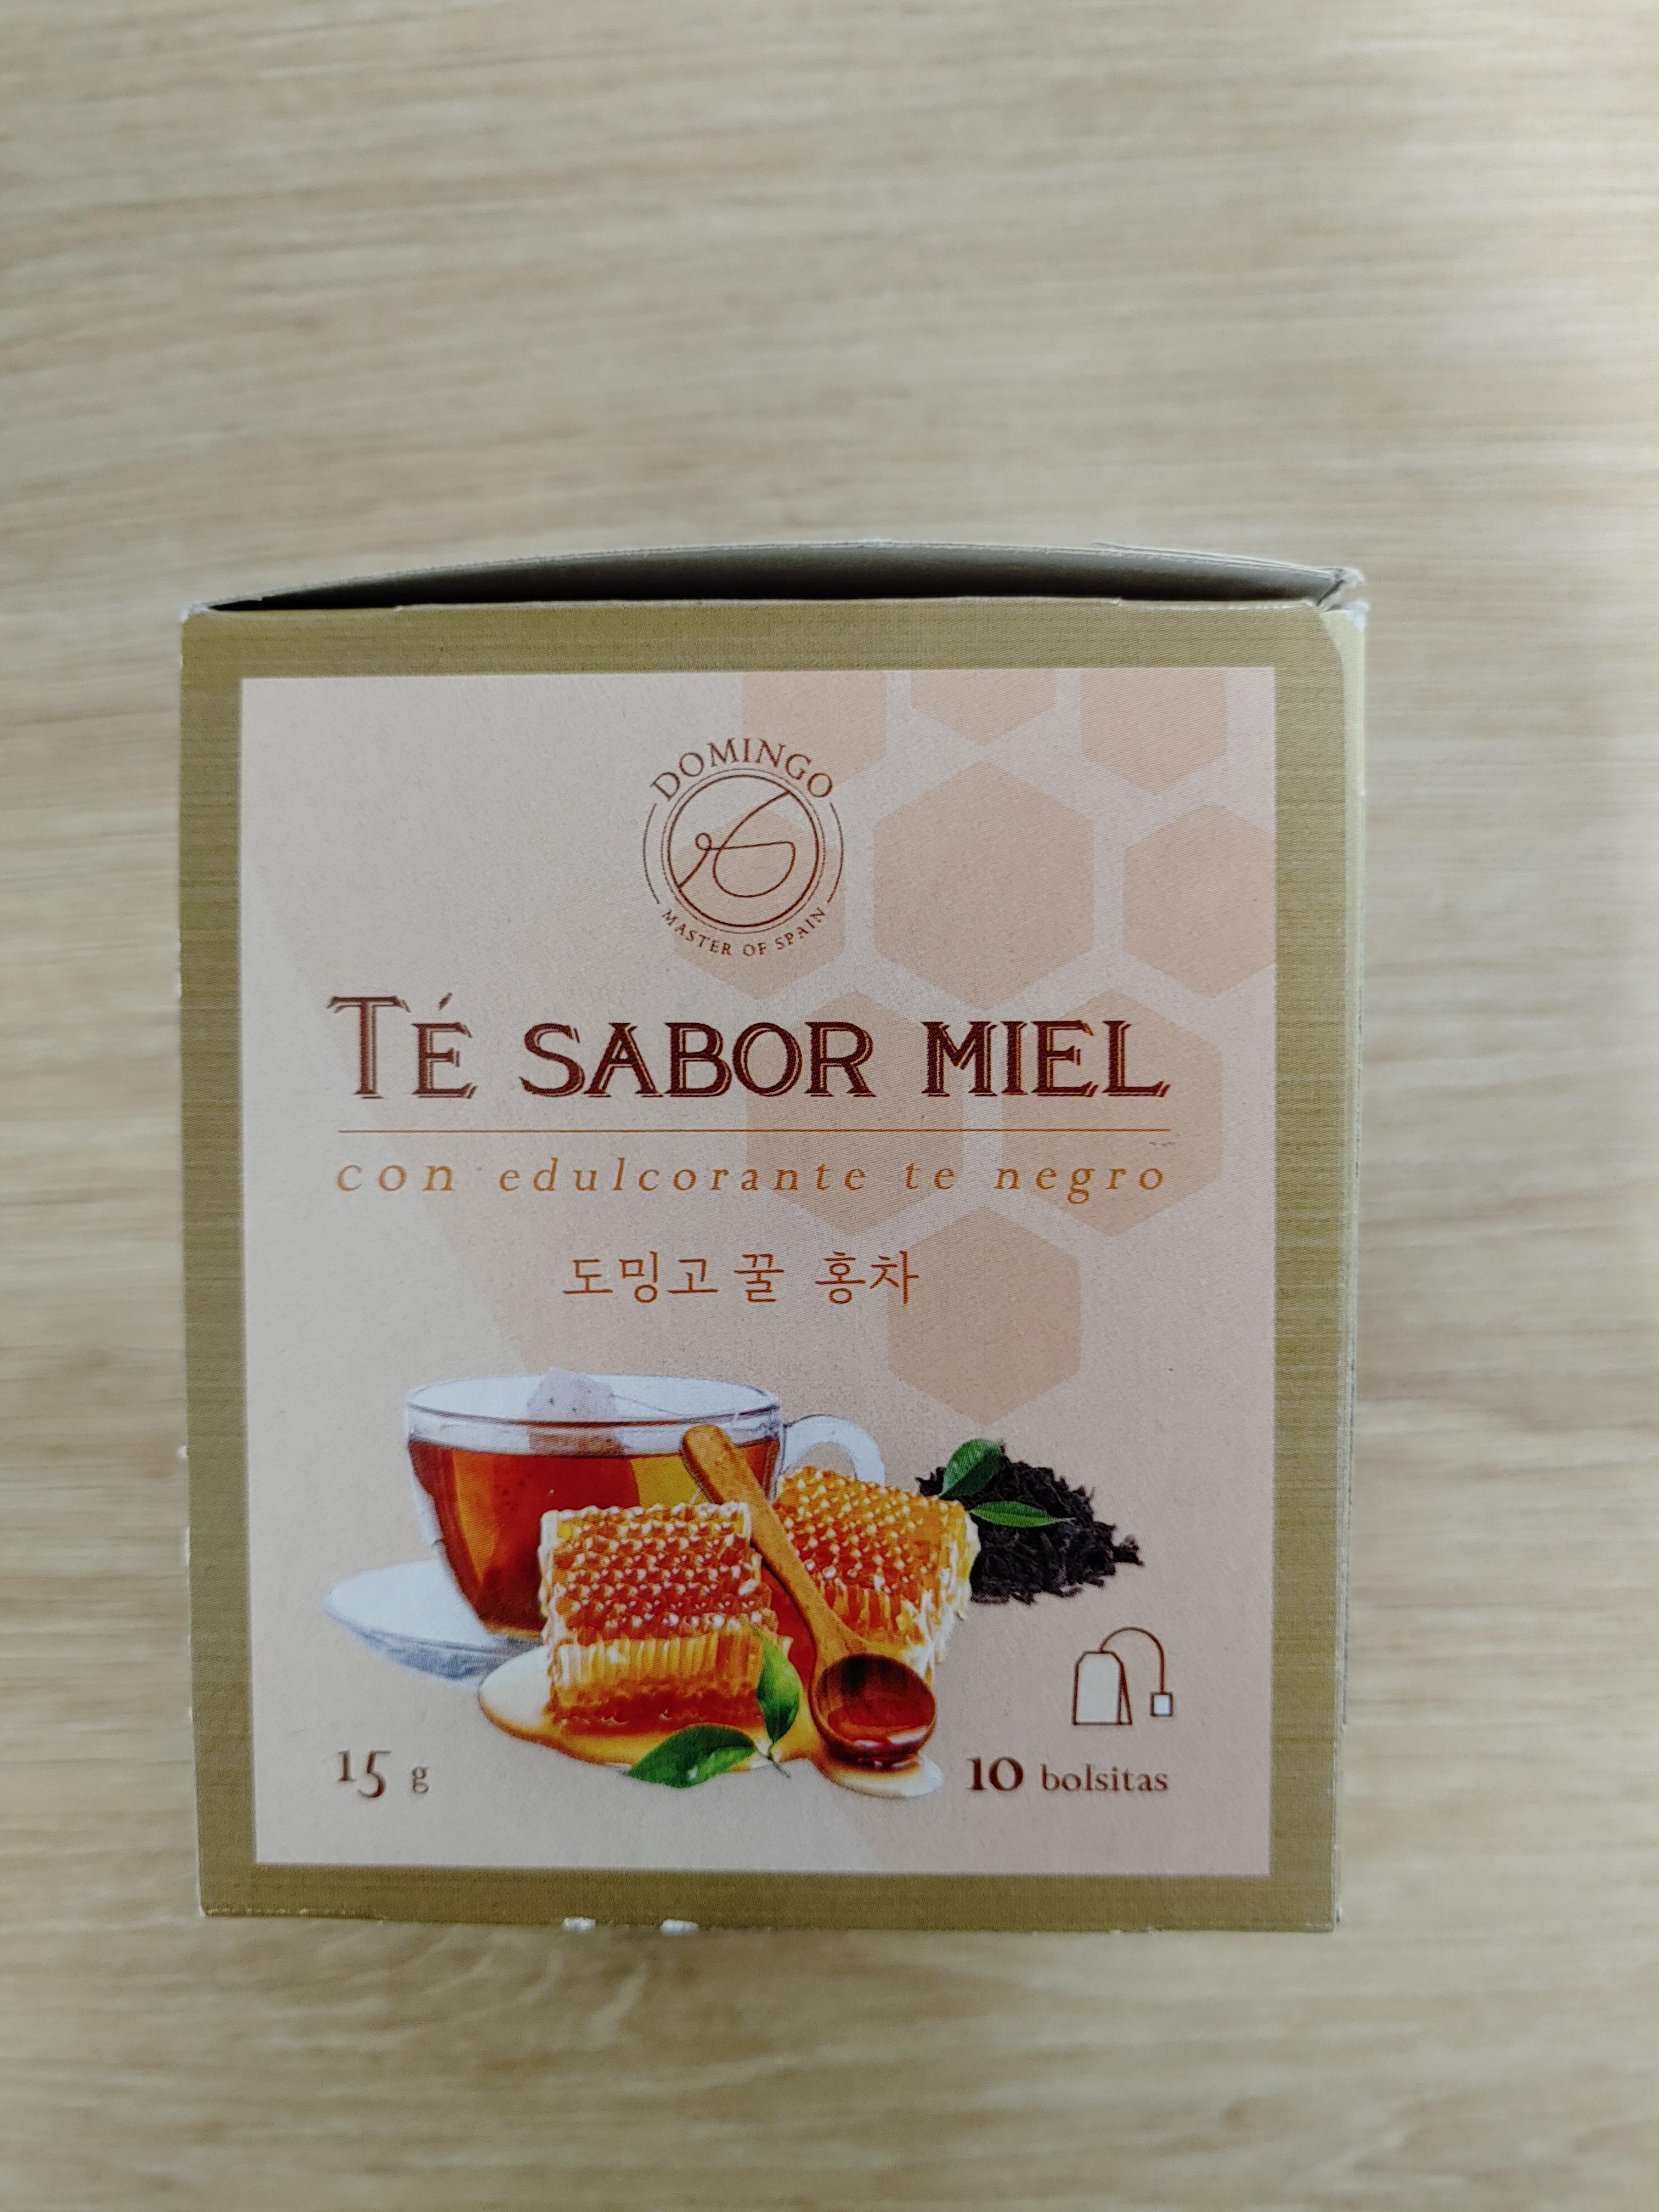 DOMINGO
MASTER OF SPAIN
TÉ SABOR MIEL
con edulcorante te negro
도밍고 꿀 홍차
15 g
10 bolsitas